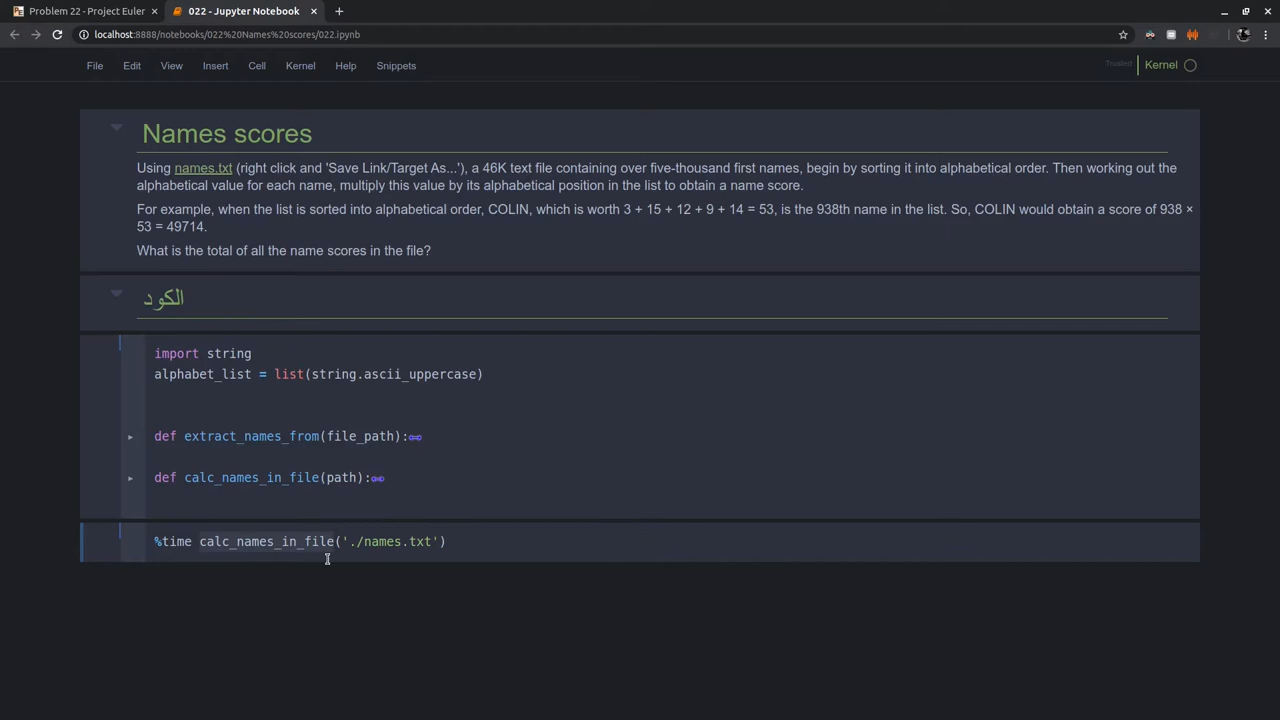 Problem 22 - Project Euler
022 - Jupyter Notebook
localhost:8888/notebooks/022%20Names%20scores/022.ipynb
File Edit View Insert Cell Kernel Help Snippets
Trusted Kernel
Names scores
Using names.txt (right click and 'Save Link/Target As...'), a 46K text file containing over five-thousand first names, begin by sorting it into alphabetical order. Then working out the
alphabetical value for each name, multiply this value by its alphabetical position in the list to obtain a name score.
For example, when the list is sorted into alphabetical order, COLIN, which is worth 3 + 15 + 12 + 9 + 14 = 53, is the 938th name in the list. So, COLIN would obtain a score of 938 ×
53 = 49714.
What is the total of all the name scores in the file?
الكود
import string
alphabet_list = list(string.ascii_uppercase)
def extract_names_from(file_path):
def calc_names_in_file(path):
%time calc_names_in_file('./names.txt')